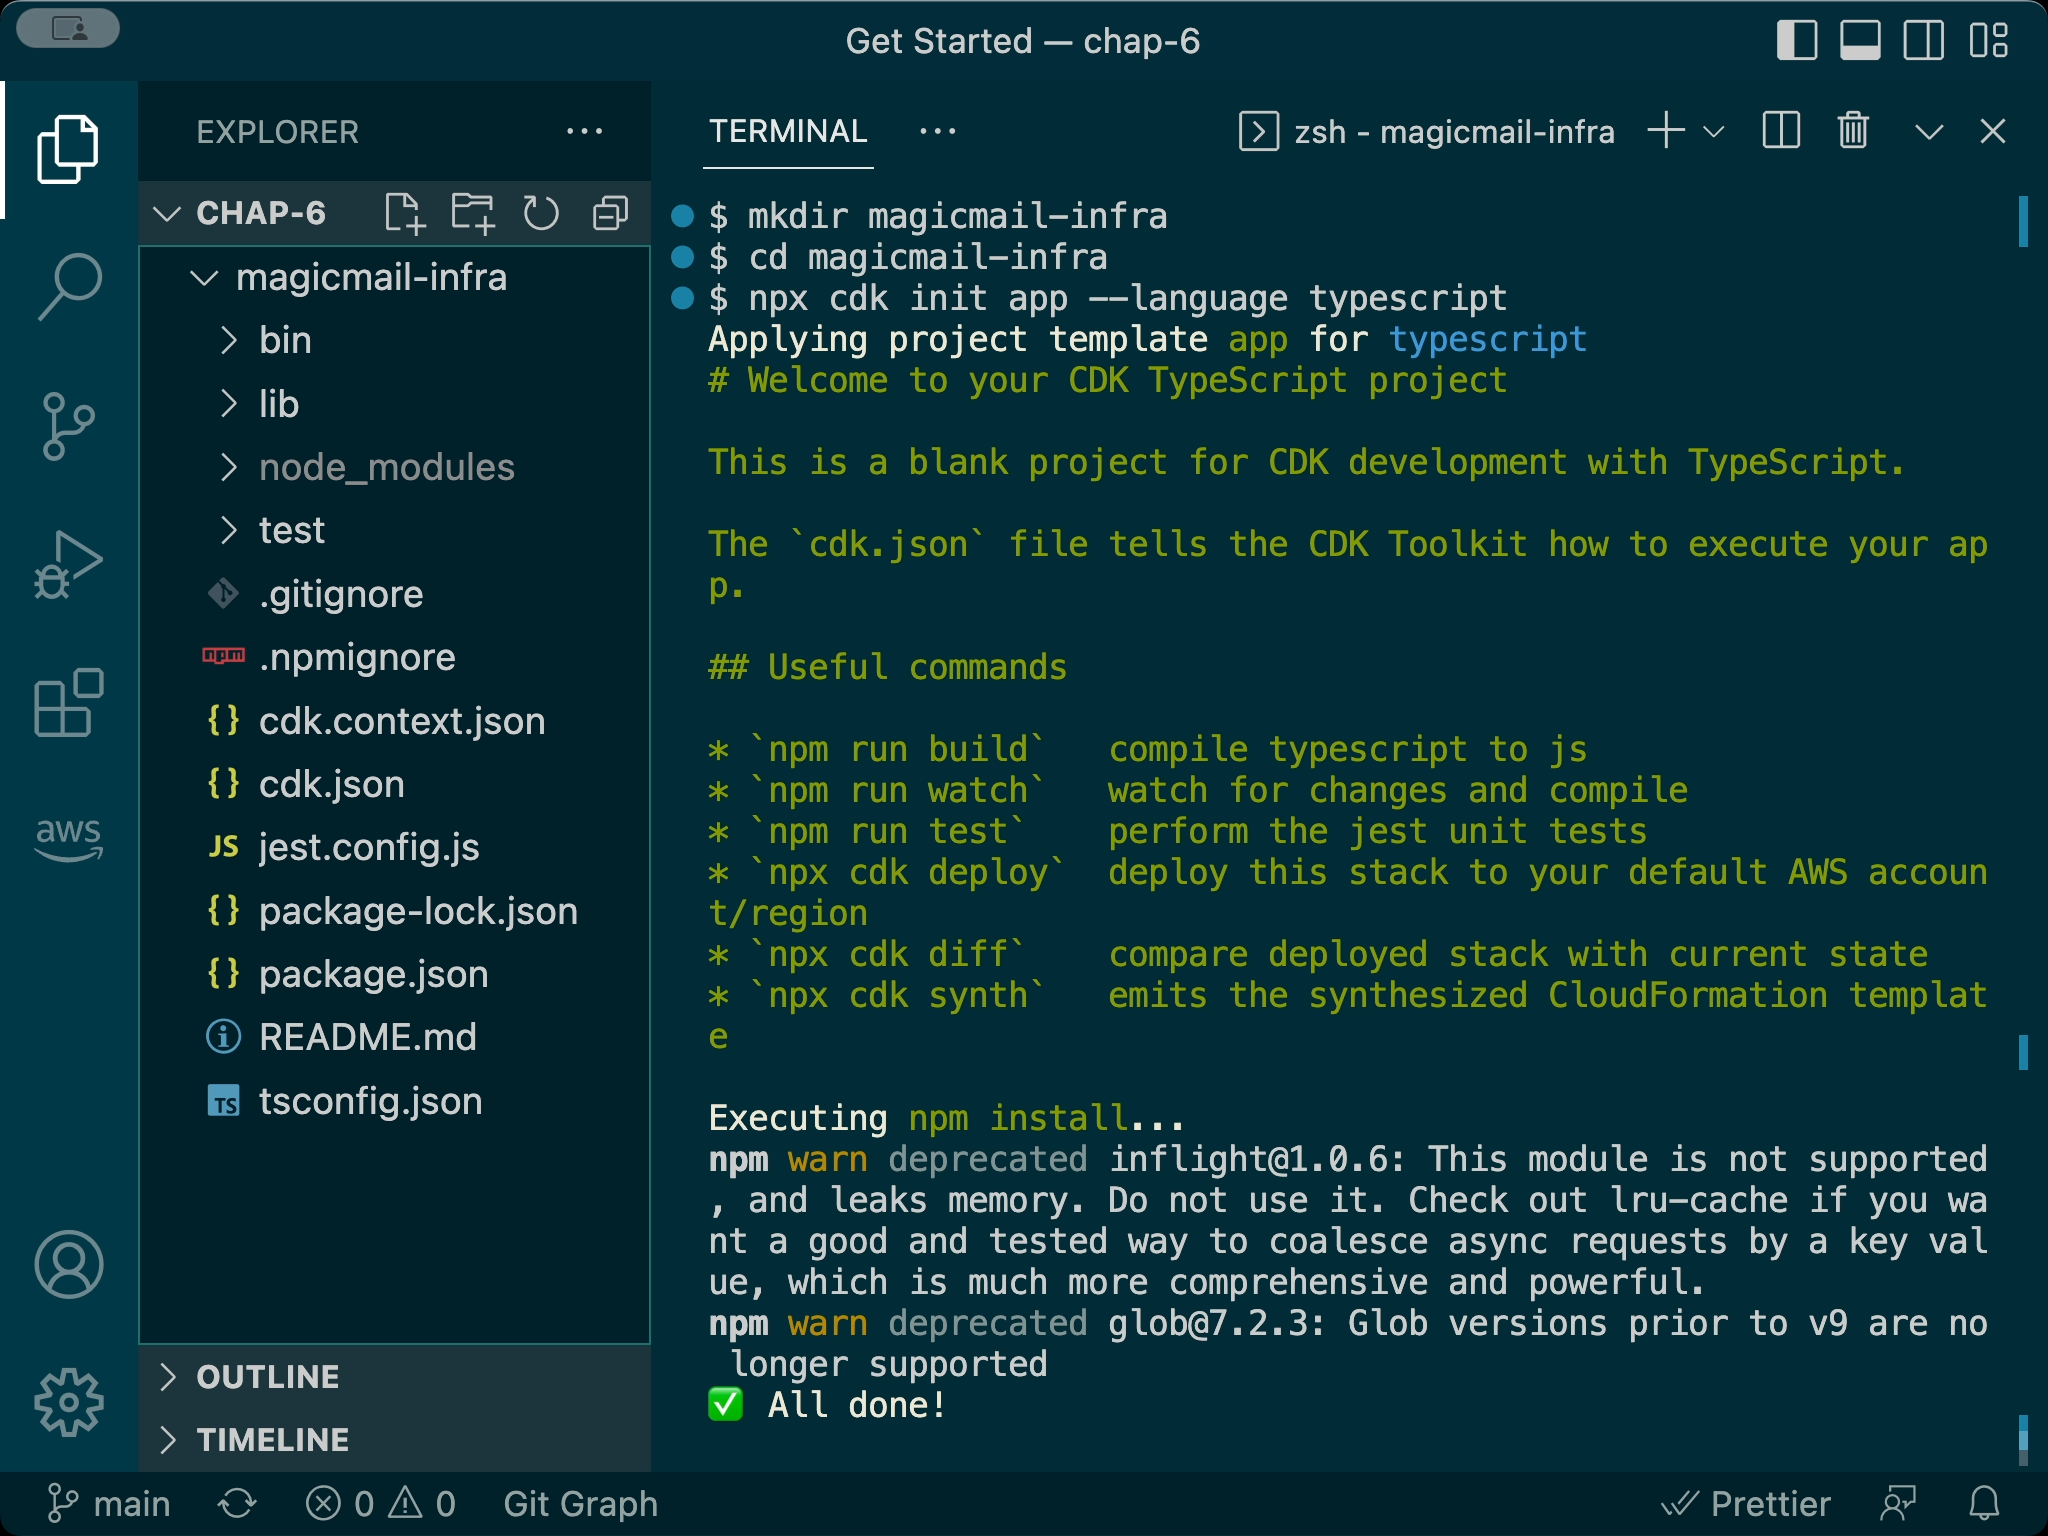 Get Started — chap-6
EXPLORER
CHAP-6
magicmail-infra
bin
lib
node_modules
test
.gitignore
npm .npmignore
{} cdk.context.json
{} cdk.json
JS jest.config.js
{} package-lock.json
{} package.json
README.md
TS tsconfig.json
OUTLINE
TIMELINE
aws
TERMINAL
zsh - magicmail-infra
$ mkdir magicmail-infra
$ cd magicmail-infra
$ npx cdk init app --language typescript
Applying project template app for typescript
# Welcome to your CDK TypeScript project
This is a blank project for CDK development with TypeScript.
The `cdk.json` file tells the CDK Toolkit how to execute your ap
p.
## Useful commands
* `npm run build`   compile typescript to js
* `npm run watch`   watch for changes and compile
* `npm run test`    perform the jest unit tests
* `npx cdk deploy`  deploy this stack to your default AWS accoun
t/region
* `npx cdk diff`    compare deployed stack with current state
* `npx cdk synth`   emits the synthesized CloudFormation templat
e
Executing npm install...
npm warn deprecated inflight@1.0.6: This module is not supported
, and leaks memory. Do not use it. Check out lru-cache if you wa
nt a good and tested way to coalesce async requests by a key val
ue, which is much more comprehensive and powerful.
npm warn deprecated glob@7.2.3: Glob versions prior to v9 are no
 longer supported
✅ All done!
main 0 0 Git Graph Prettier